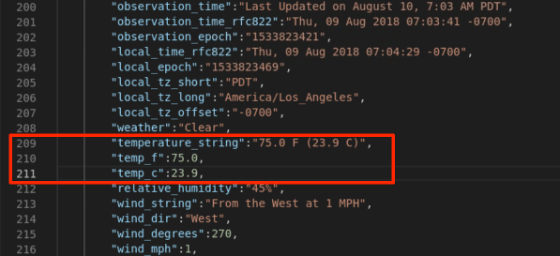 200 "observation_time":"Last Updated on August 10, 7:03 AM PDT",
201 "observation_time_rfc822":"Thu, 09 Aug 2018 07:03:41 -0700",
202 "observation_epoch":"1533823421",
203 "local_time_rfc822":"Thu, 09 Aug 2018 07:04:29 -0700",
204 "local_epoch":"1533823469",
205 "local_tz_short":"PDT",
206 "local_tz_long":"America/Los_Angeles",
207 "local_tz_offset":"-0700",
208 "weather":"Clear",
209 "temperature_string":"75.0 F (23.9 C)",
210 "temp_f":75.0,
211 "temp_c":23.9,
212 "relative_humidity":"45%",
213 "wind_string":"From the West at 1 MPH",
214 "wind_dir":"West",
215 "wind_degrees":270,
216 "wind_mph":1,